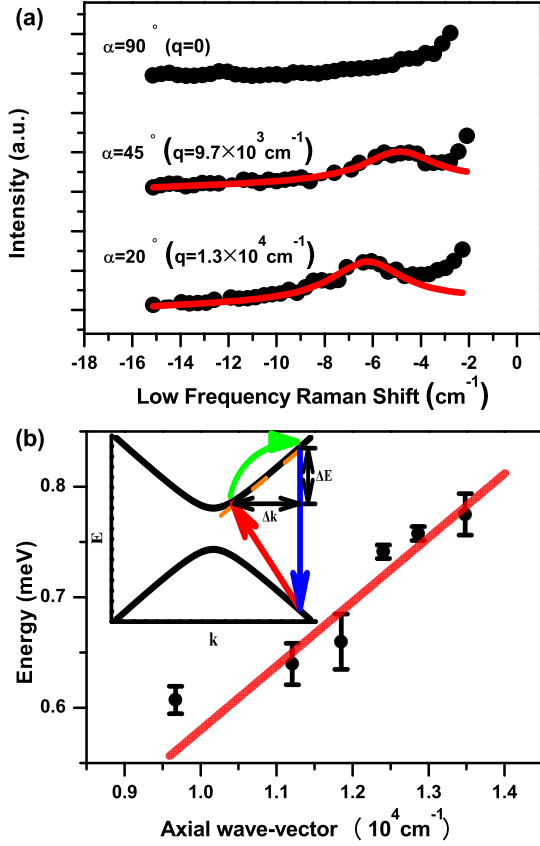 (a)
α=90° (q=0)
α=45° (q=9.7×10³cm⁻¹)
α=20° (q=1.3×10⁴cm⁻¹)
Intensity (a.u.)
-18 -16 -14 -12 -10 -8 -6 -4 -2 0
Low Frequency Raman Shift (cm⁻¹)
(b)
0.8
0.7
0.6
Energy (meV)
E
ΔE
Δk
k
0.9 1.0 1.1 1.2 1.3 1.4
Axial wave-vector (10⁴cm⁻¹)